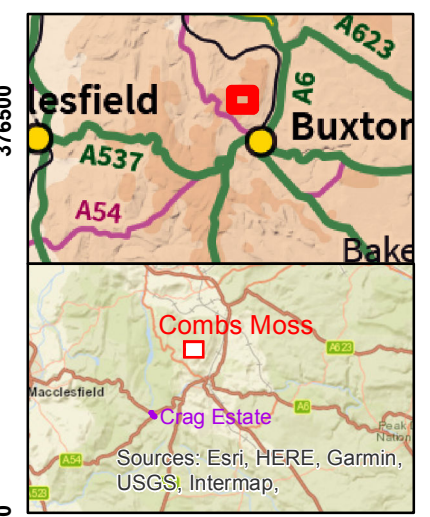 A623
376500
lesfield
A6
Buxton
A537
A54
Bake
Combs Moss
A623
Macclesfield
Crag Estate
A6
Peak
Nation
A54
Sources: Esri, HERE, Garmin,
USGS, Intermap,
A523
0